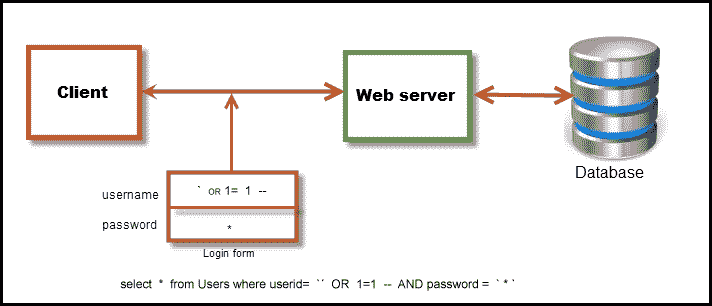 Client
Web server
Database
username
` OR 1= 1 --
password
*
Login form
select * from Users where userid= `` OR 1=1 -- AND password = ` * `